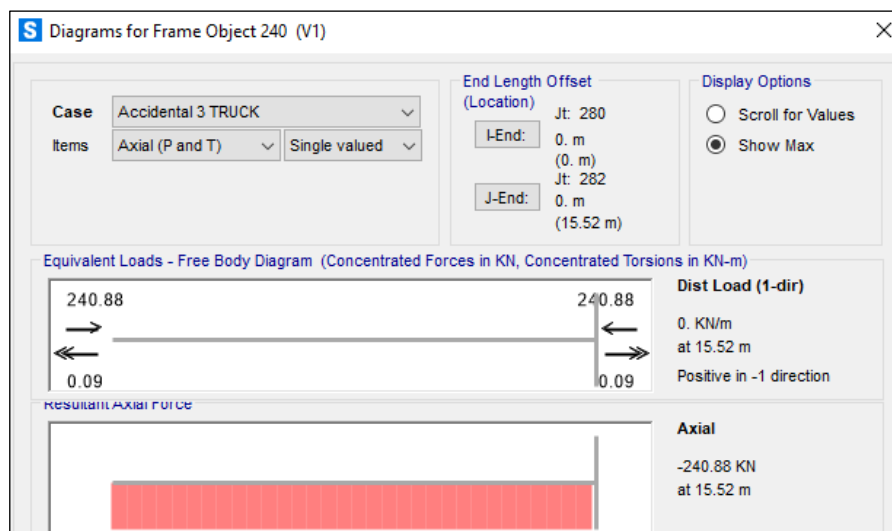 S Diagrams for Frame Object 240 (V1)
Case Accidental 3 TRUCK
Items Axial (P and T) Single valued
End Length Offset
(Location)
I-End:
Jt: 280
0. m
(0. m)
J-End:
Jt: 282
0. m
(15.52 m)
Display Options
Scroll for Values
Show Max
Equivalent Loads - Free Body Diagram (Concentrated Forces in KN, Concentrated Torsions in KN-m)
240.88 240.88
0.09 0.09
Dist Load (1-dir)
0. KN/m
at 15.52 m
Positive in -1 direction
Resultant Axial Force
Axial
-240.88 KN
at 15.52 m